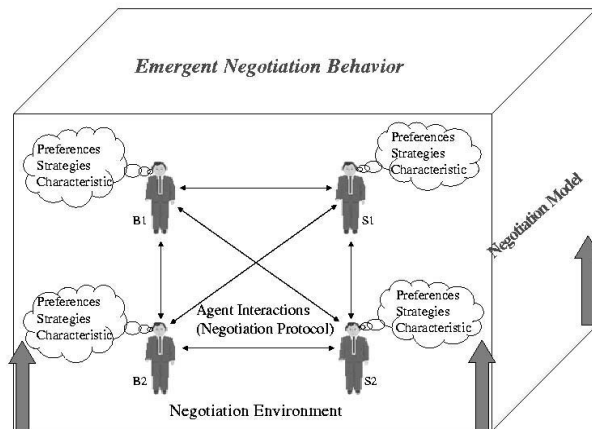 Emergent Negotiation Behavior
Preferences
Strategies
Characteristic
Preferences
Strategies
Characteristic
B1
S1
Negotiation Model
Preferences
Strategies
Characteristic
Agent Interactions
(Negotiation Protocol)
Preferences
Strategies
Characteristic
B2
S2
Negotiation Environment